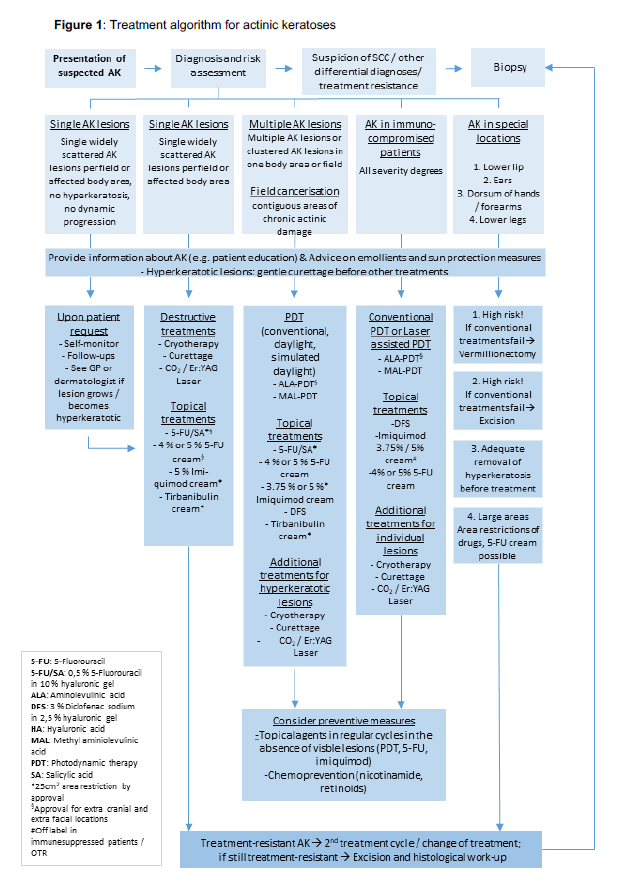 Figure 1: Treatment algorithm for actinic keratoses
Presentation of
suspected AK
Diagnosis and risk
assessment
Suspicion of SCC / other
differential diagnoses/
treatment resistance
Biopsy
Single AK lesions
Single widely
scattered AK
lesions per field or
affected body area,
no hyperkeratosis,
no dynamic
progression
Single AK lesions
Single widely
scattered AK
lesions per field or
affected body area
Multiple AK lesions
Multiple AK lesions or
clustered AK lesions in
one body area or field
Field cancerisation
contiguous areas of
chronic actinic
damage
AK in immuno-
compromised
patients
All severity degrees
AK in special
locations
1. Lower lip
2. Ears
3. Dorsum of hands
/ forearms
4. Lower legs
Provide information about AK (e.g. patient education) & Advice on emollients and sun protection measures
- Hyperkeratotic lesions: gentle curettage before other treatments
Upon patient
request
- Self-monitor
- Follow-ups
- See GP or
dermatologist if
lesion grows /
becomes
hyperkeratotic
Destructive
treatments
- Cryotherapy
- Curettage
- CO₂ / Er:YAG
Laser
Topical
treatments
- 5-FU/SA*§
- 4 % or 5 % 5-FU
cream§
- 5 % Imi-
quimod cream*
- Tirbanibulin
cream*
PDT
(conventional,
daylight,
simulated
daylight)
- ALA-PDT§
- MAL-PDT
Topical
treatments
- 5-FU/SA*
- 4 % or 5 % 5-FU
cream
- 3.75 % or 5 %*
Imiquimod cream
- DFS
- Tirbanibulin
cream*
Additional
treatments for
hyperkeratotic
lesions
- Cryotherapy
- Curettage
- CO₂ / Er:YAG
Laser
Conventional
PDT or Laser
assisted PDT
- ALA-PDT§
- MAL-PDT
Topical
treatments
-DFS
-Imiquimod
3.75% / 5%
cream#
-4% or 5% 5-FU
cream
Additional
treatments for
individual
lesions
- Cryotherapy
- Curettage
- CO₂ / Er:YAG
Laser
1. High risk!
If conventional
treatments fail→
Vermillionectomy
2. High risk!
If conventional
treatments fail→
Excision
3. Adequate
removal of
hyperkeratosis
before treatment
4. Large areas
Area restrictions of
drugs, 5-FU cream
possible
Consider preventive measures
-Topical agents in regular cycles in the
absence of visible lesions (PDT, 5-FU,
imiquimod)
-Chemoprevention (nicotinamide,
retinoids)
5-FU: 5-Fluorouracil
5-FU/SA: 0,5 % 5-Fluorouracil
in 10 % hyaluronic gel
ALA: Aminolevulinic acid
DFS: 3 % Diclofenac sodium
in 2,5 % hyaluronic gel
HA: Hyaluronic acid
MAL: Methyl aminiolevulinic
acid
PDT: Photodynamic therapy
SA: Salicylic acid
*25cm² area restriction by
approval
§Approval for extra cranial and
extra facial locations
#Off label in
immunesuppressed patients /
OTR
Treatment-resistant AK → 2nd treatment cycle / change of treatment;
if still treatment-resistant → Excision and histological work-up